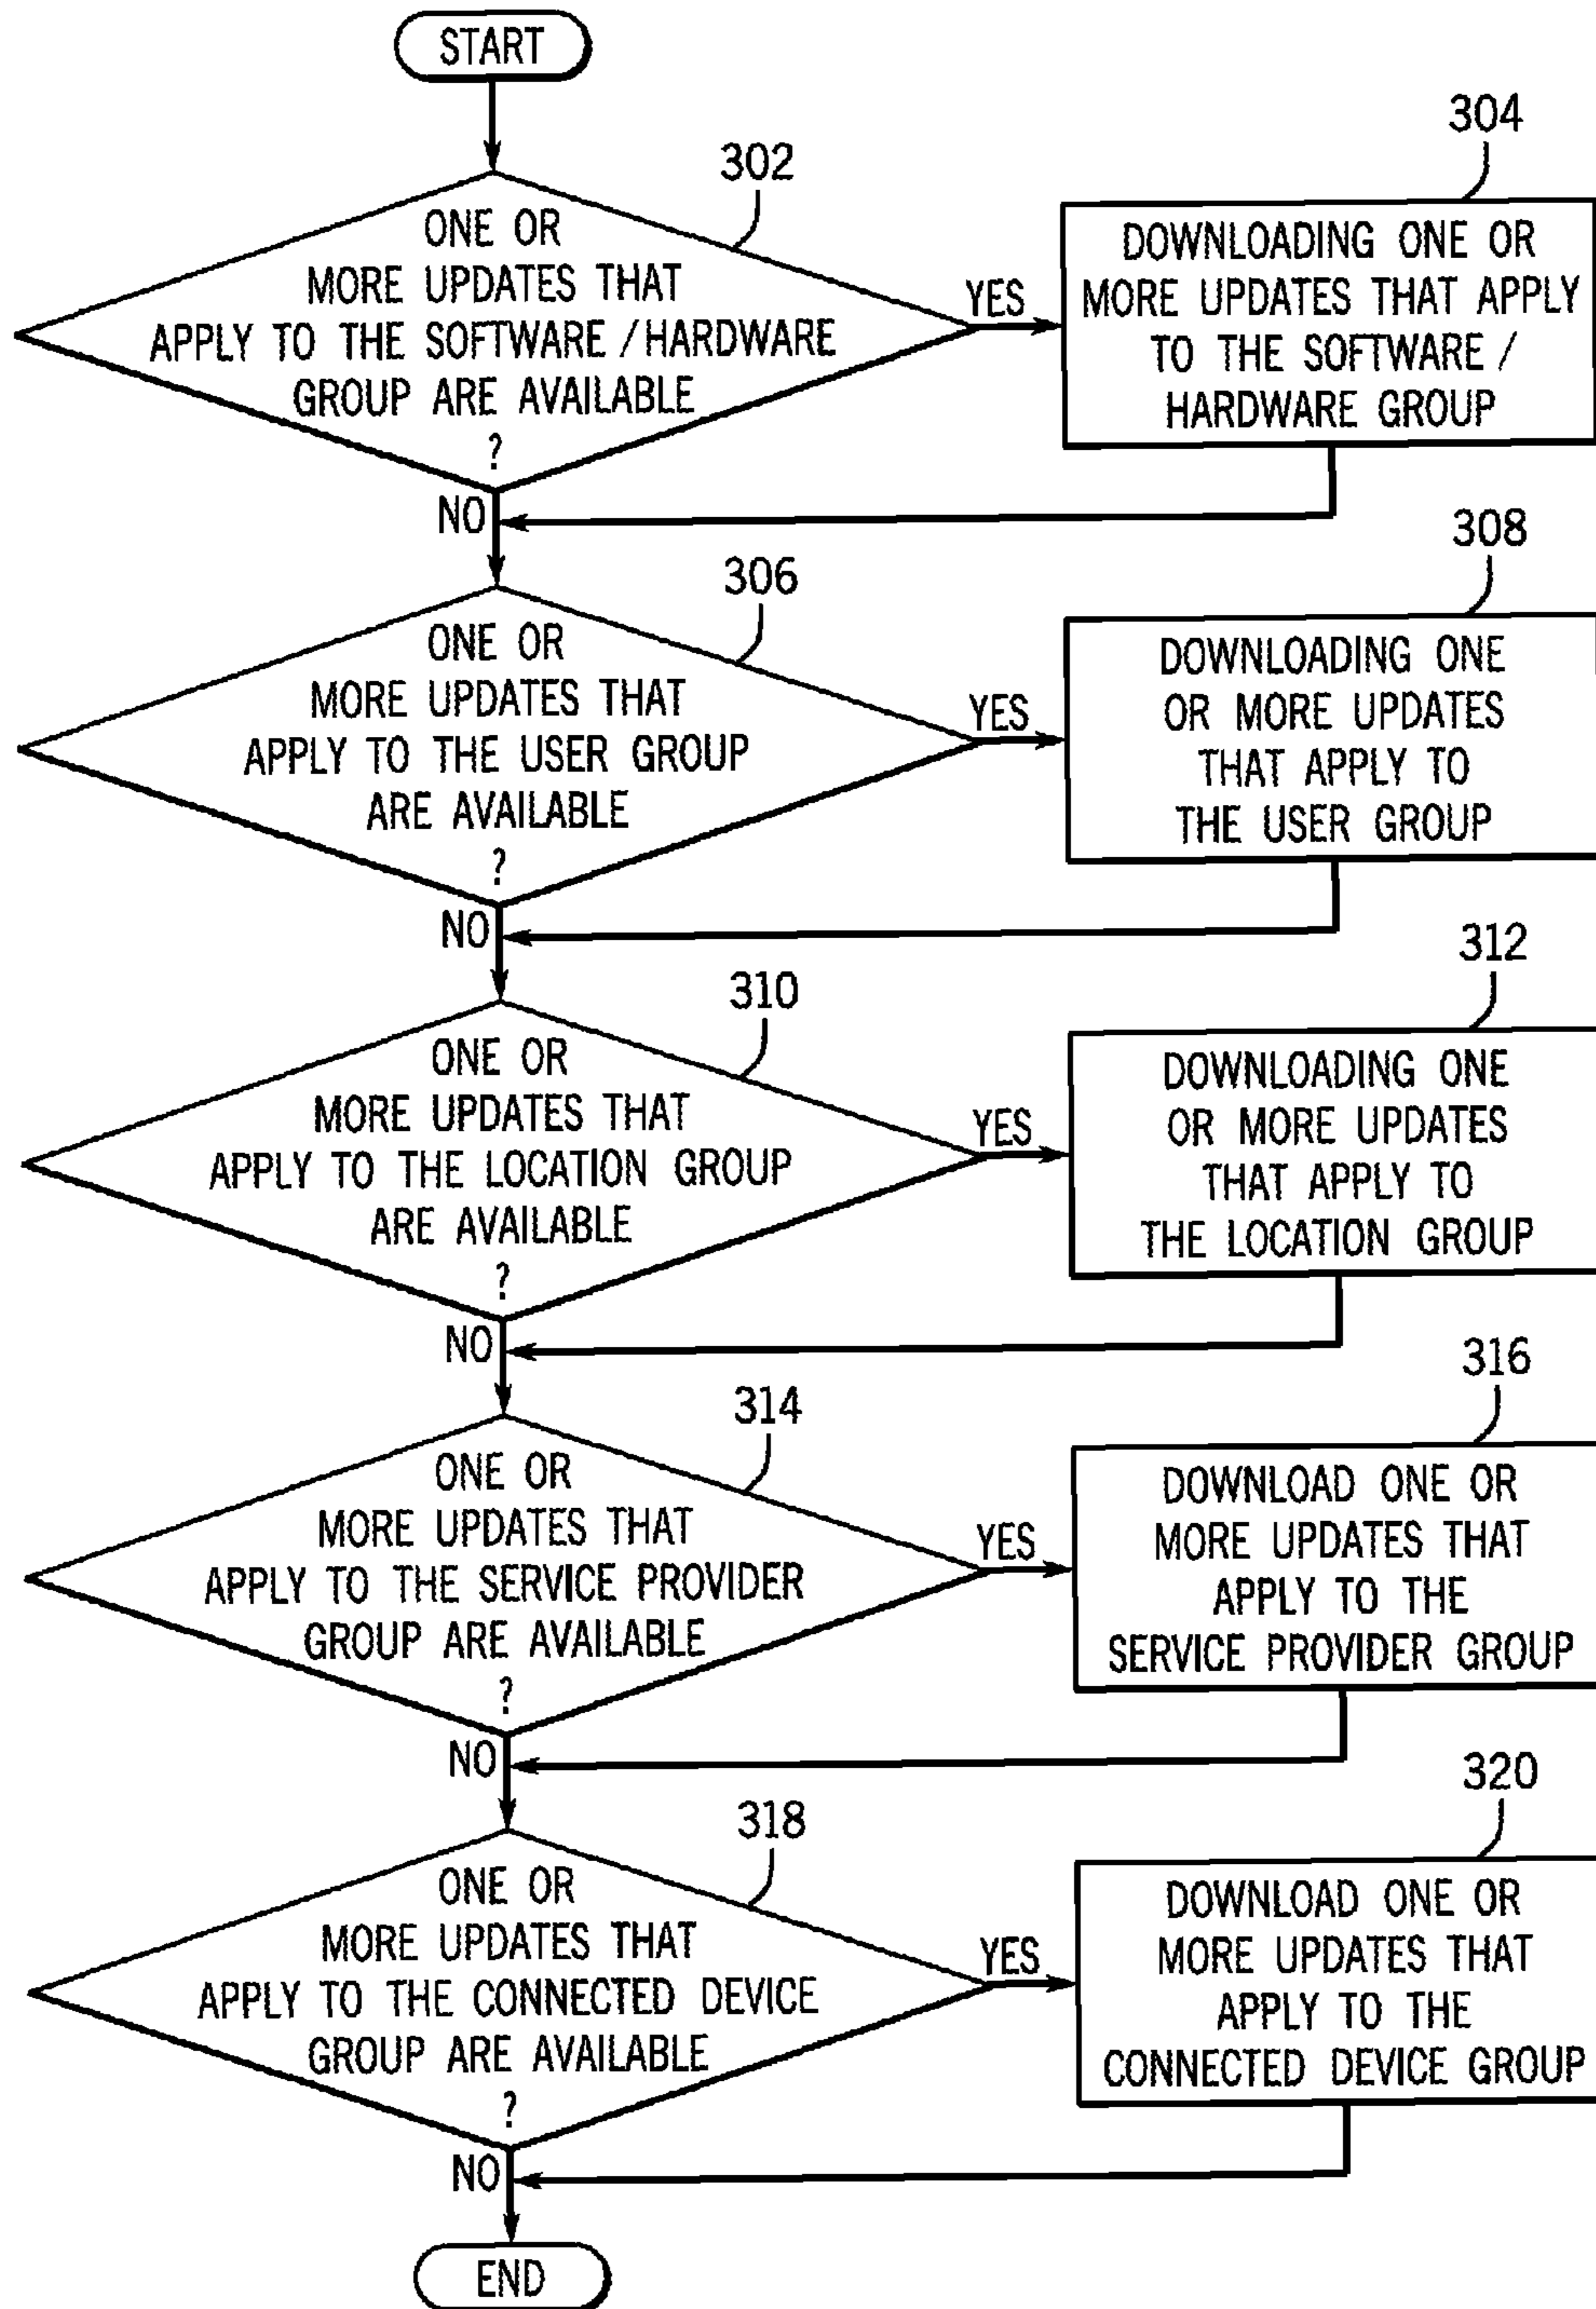 START
302
ONE OR
MORE UPDATES THAT
APPLY TO THE SOFTWARE / HARDWARE
GROUP ARE AVAILABLE
?
YES
304
DOWNLOADING ONE OR
MORE UPDATES THAT APPLY
TO THE SOFTWARE /
HARDWARE GROUP
NO
306
ONE OR
MORE UPDATES THAT
APPLY TO THE USER GROUP
ARE AVAILABLE
?
YES
308
DOWNLOADING ONE
OR MORE UPDATES
THAT APPLY TO
THE USER GROUP
NO
310
ONE OR
MORE UPDATES THAT
APPLY TO THE LOCATION GROUP
ARE AVAILABLE
?
YES
312
DOWNLOADING ONE
OR MORE UPDATES
THAT APPLY TO
THE LOCATION GROUP
NO
314
ONE OR
MORE UPDATES THAT
APPLY TO THE SERVICE PROVIDER
GROUP ARE AVAILABLE
?
YES
316
DOWNLOAD ONE OR
MORE UPDATES THAT
APPLY TO THE
SERVICE PROVIDER GROUP
NO
318
ONE OR
MORE UPDATES THAT
APPLY TO THE CONNECTED DEVICE
GROUP ARE AVAILABLE
?
YES
320
DOWNLOAD ONE OR
MORE UPDATES THAT
APPLY TO THE
CONNECTED DEVICE GROUP
NO
END